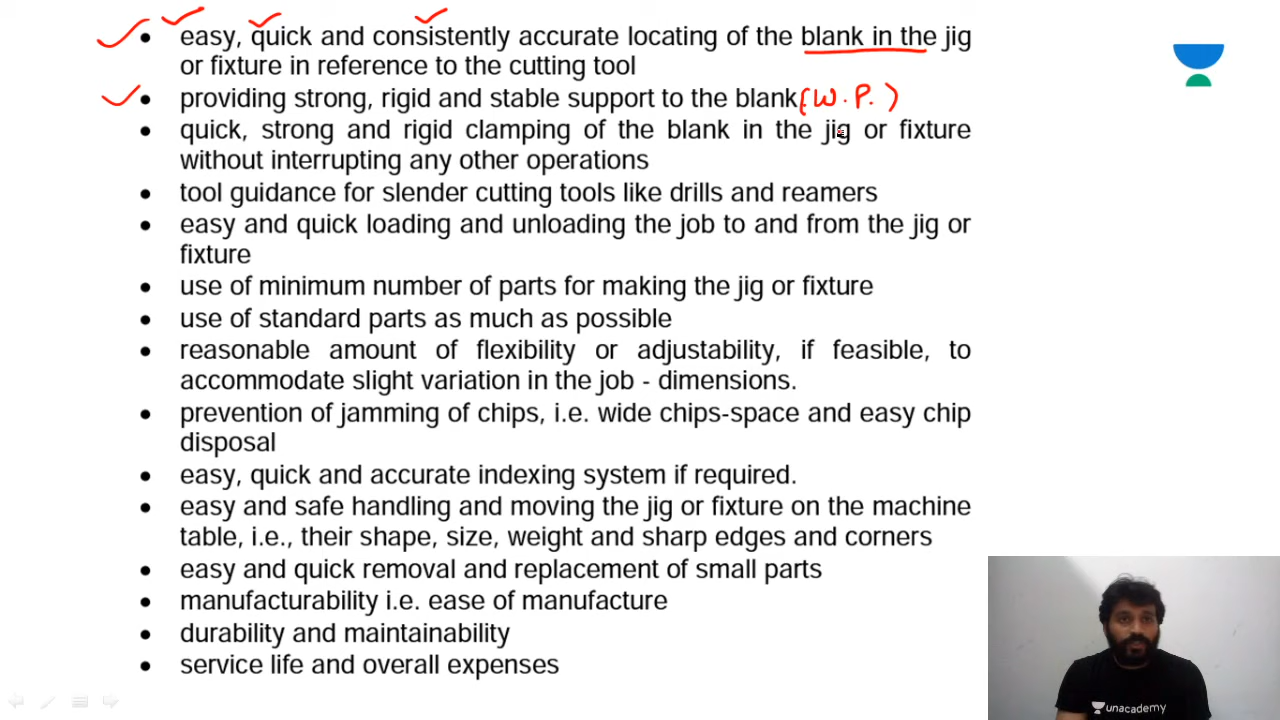 • easy, quick and consistently accurate locating of the blank in the jig
or fixture in reference to the cutting tool
• providing strong, rigid and stable support to the blank (W.P.)
• quick, strong and rigid clamping of the blank in the jig or fixture
without interrupting any other operations
• tool guidance for slender cutting tools like drills and reamers
• easy and quick loading and unloading the job to and from the jig or
fixture
• use of minimum number of parts for making the jig or fixture
• use of standard parts as much as possible
• reasonable amount of flexibility or adjustability, if feasible, to
accommodate slight variation in the job - dimensions.
• prevention of jamming of chips, i.e. wide chips-space and easy chip
disposal
• easy, quick and accurate indexing system if required.
• easy and safe handling and moving the jig or fixture on the machine
table, i.e., their shape, size, weight and sharp edges and corners
• easy and quick removal and replacement of small parts
• manufacturability i.e. ease of manufacture
• durability and maintainability
• service life and overall expenses
unacademy